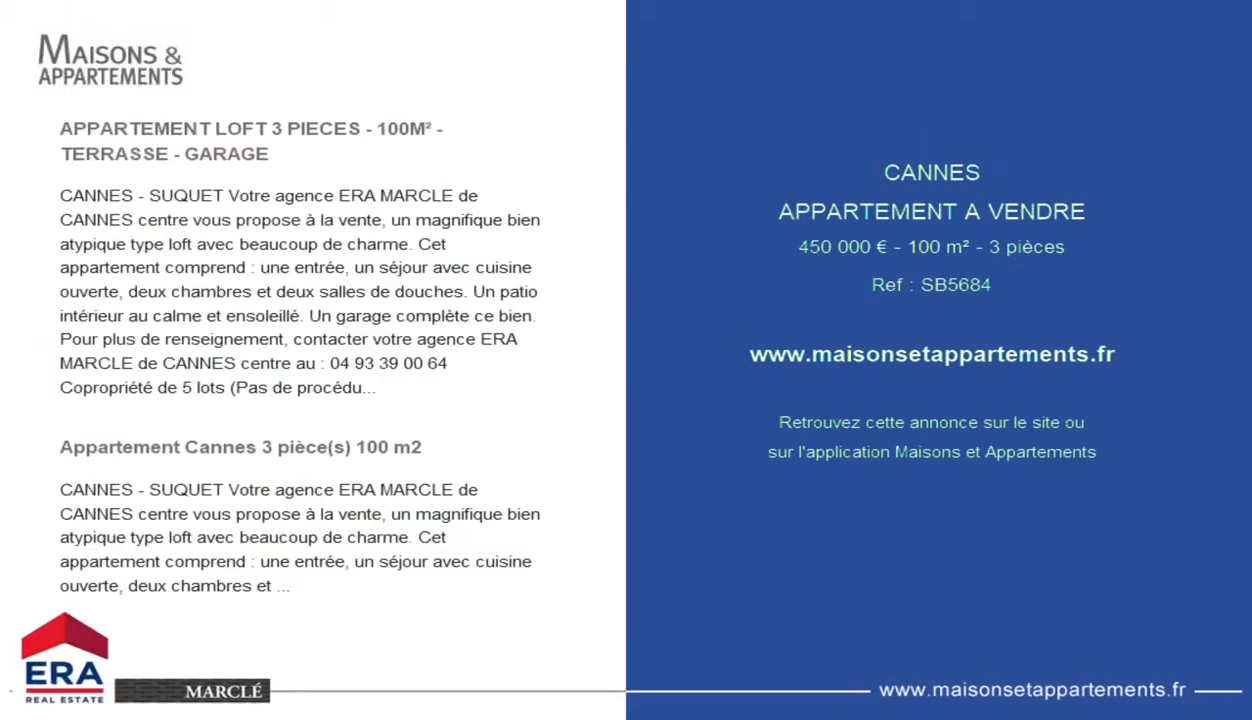 MAISONS &
APPARTEMENTS
APPARTEMENT LOFT 3 PIECES - 100M² -
TERRASSE - GARAGE
CANNES - SUQUET Votre agence ERA MARCLE de
CANNES centre vous propose à la vente, un magnifique bien
atypique type loft avec beaucoup de charme. Cet
appartement comprend : une entrée, un séjour avec cuisine
ouverte, deux chambres et deux salles de douches. Un patio
intérieur au calme et ensoleillé. Un garage complète ce bien.
Pour plus de renseignement, contacter votre agence ERA
MARCLE de CANNES centre au : 04 93 39 00 64
Copropriété de 5 lots (Pas de procédu...
Appartement Cannes 3 pièce(s) 100 m2
CANNES - SUQUET Votre agence ERA MARCLE de
CANNES centre vous propose à la vente, un magnifique bien
atypique type loft avec beaucoup de charme. Cet
appartement comprend : une entrée, un séjour avec cuisine
ouverte, deux chambres et ...
ERA
REAL ESTATE
MARCLÉ
CANNES
APPARTEMENT A VENDRE
450 000 € - 100 m² - 3 pièces
Ref : SB5684
www.maisonsetappartements.fr
Retrouvez cette annonce sur le site ou
sur l'application Maisons et Appartements
www.maisonsetappartements.fr